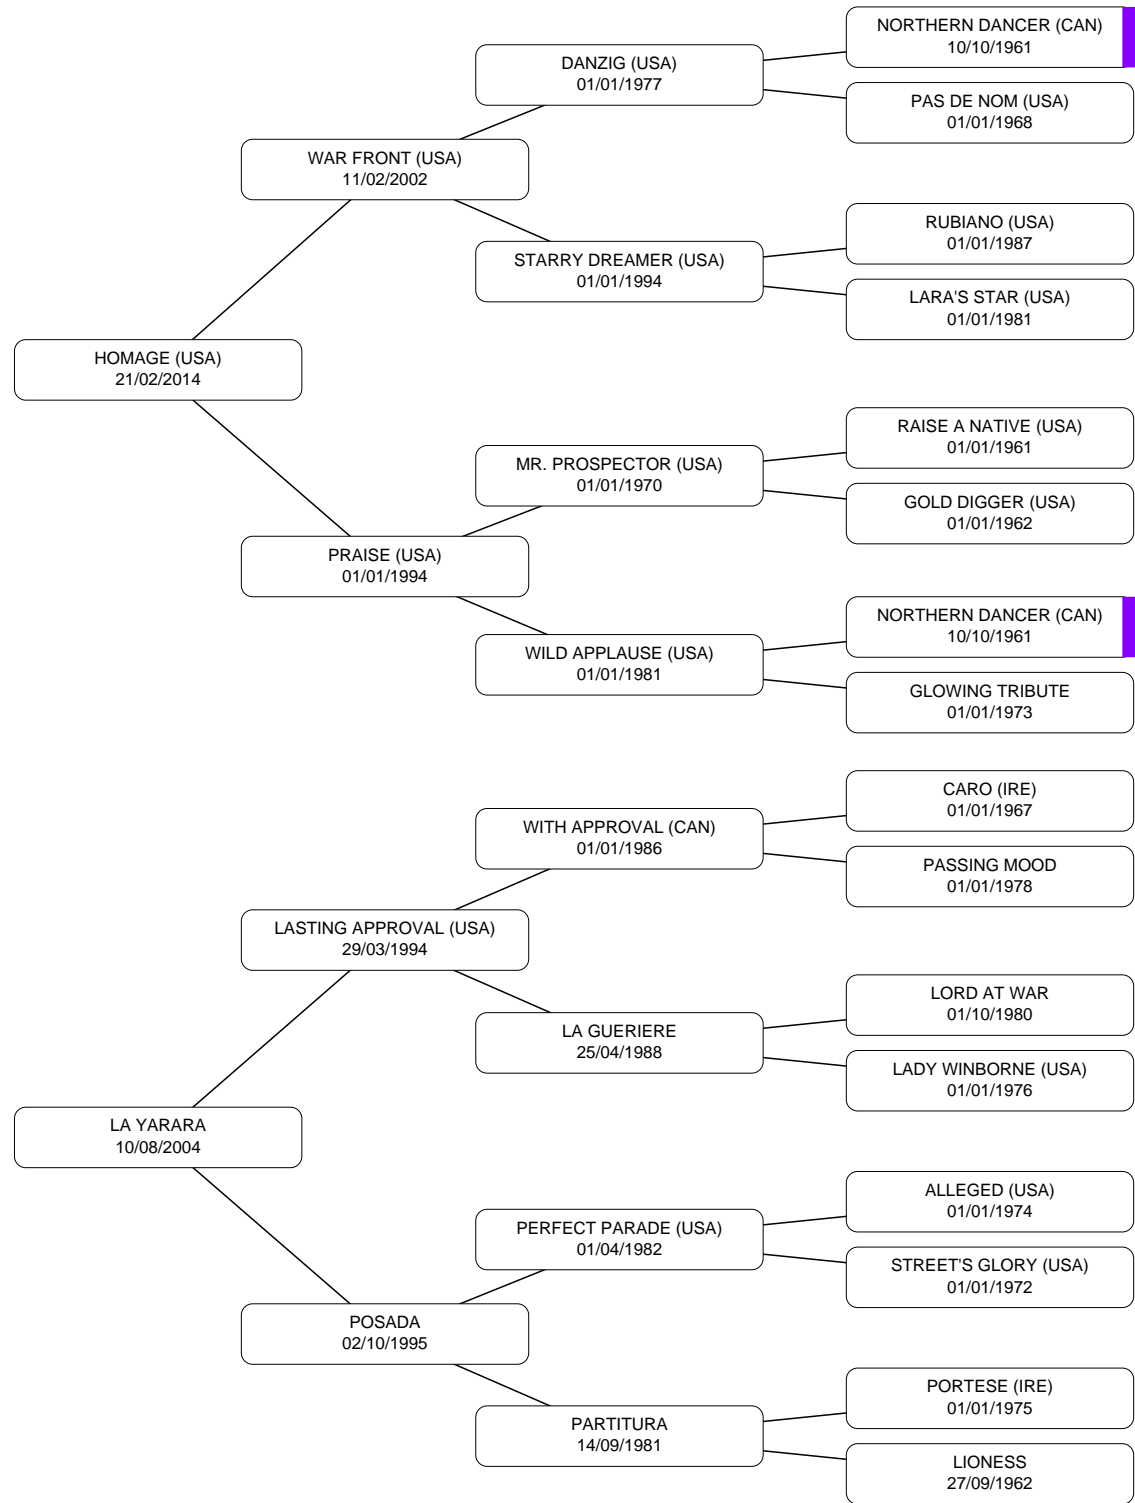 NORTHERN DANCER (CAN)
10/10/1961
DANZIG (USA)
01/01/1977
PAS DE NOM (USA)
01/01/1968
WAR FRONT (USA)
11/02/2002
RUBIANO (USA)
01/01/1987
STARRY DREAMER (USA)
01/01/1994
LARA'S STAR (USA)
01/01/1981
HOMAGE (USA)
21/02/2014
RAISE A NATIVE (USA)
01/01/1961
MR. PROSPECTOR (USA)
01/01/1970
GOLD DIGGER (USA)
01/01/1962
PRAISE (USA)
01/01/1994
NORTHERN DANCER (CAN)
10/10/1961
WILD APPLAUSE (USA)
01/01/1981
GLOWING TRIBUTE
01/01/1973
CARO (IRE)
01/01/1967
WITH APPROVAL (CAN)
01/01/1986
PASSING MOOD
01/01/1978
LASTING APPROVAL (USA)
29/03/1994
LORD AT WAR
01/10/1980
LA GUERIERE
25/04/1988
LADY WINBORNE (USA)
01/01/1976
LA YARARA
10/08/2004
ALLEGED (USA)
01/01/1974
PERFECT PARADE (USA)
01/04/1982
STREET'S GLORY (USA)
01/01/1972
POSADA
02/10/1995
PORTESE (IRE)
01/01/1975
PARTITURA
14/09/1981
LIONESS
27/09/1962